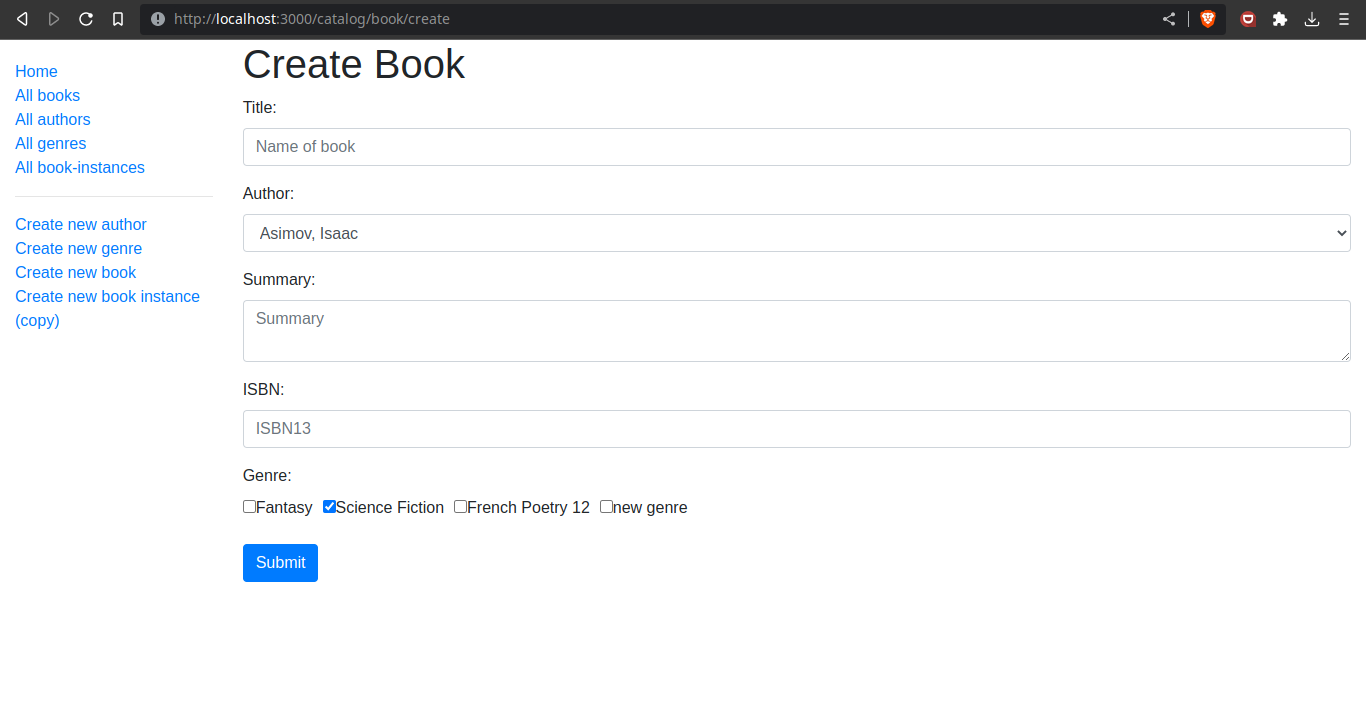 http://localhost:3000/catalog/book/create
Home
All books
All authors
All genres
All book-instances
Create new author
Create new genre
Create new book
Create new book instance
(copy)
Create Book
Title:
Name of book
Author:
Asimov, Isaac
Summary:
Summary
ISBN:
ISBN13
Genre:
Fantasy Science Fiction French Poetry 12 new genre
Submit